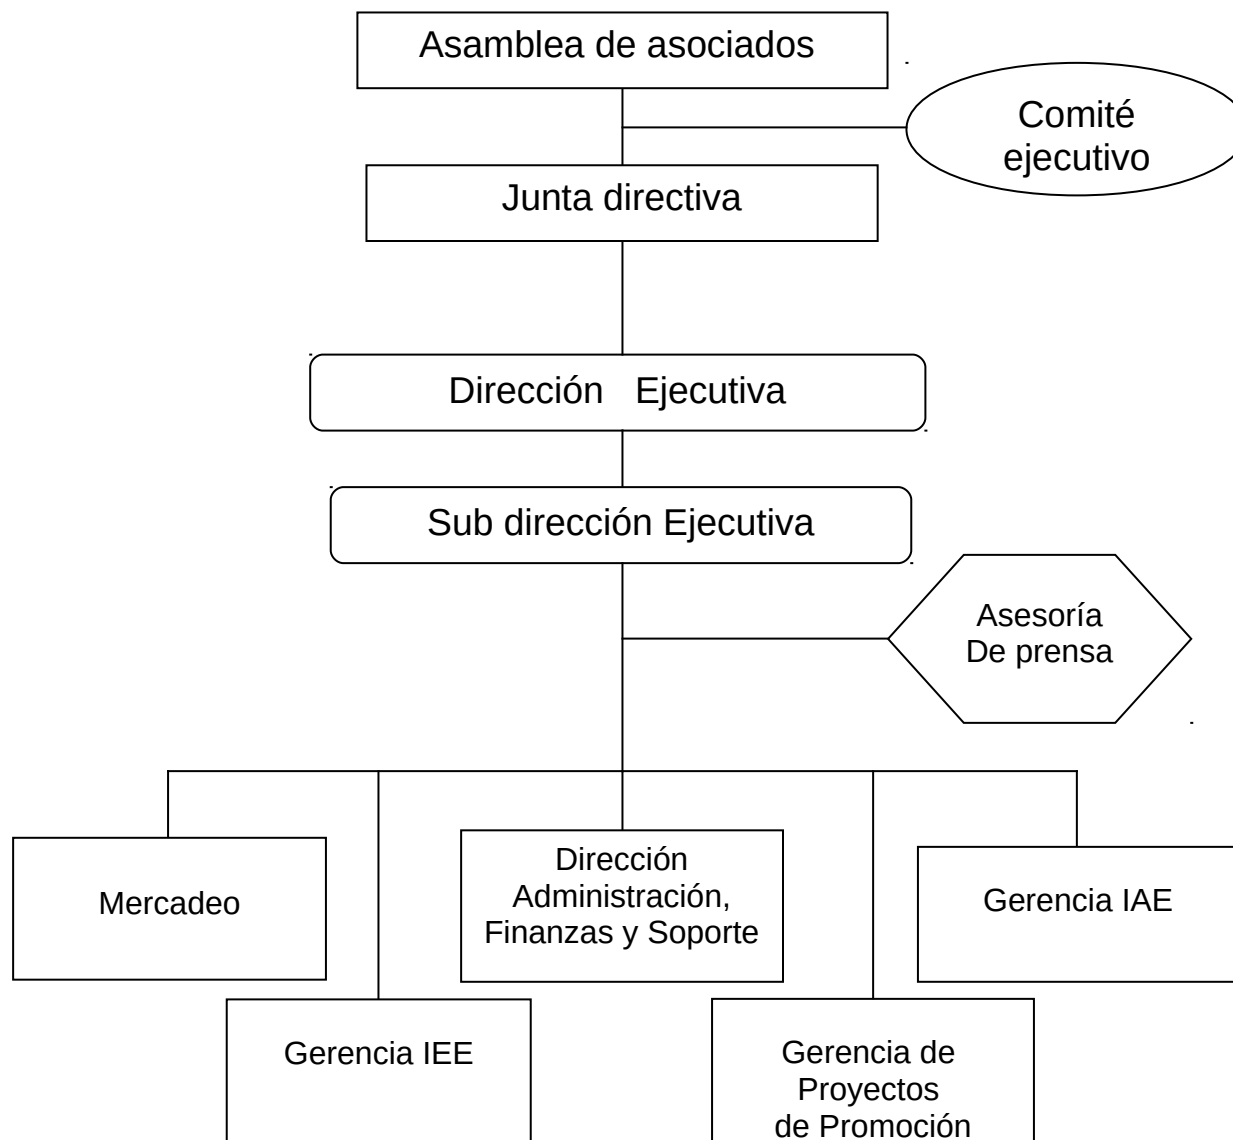 Asamblea de asociados
Comité
ejecutivo
Junta directiva
Dirección   Ejecutiva
Sub dirección Ejecutiva
Asesoría
De prensa
Mercadeo
Dirección
Administración,
Finanzas y Soporte
Gerencia IAE
Gerencia IEE
Gerencia de
Proyectos
de Promoción